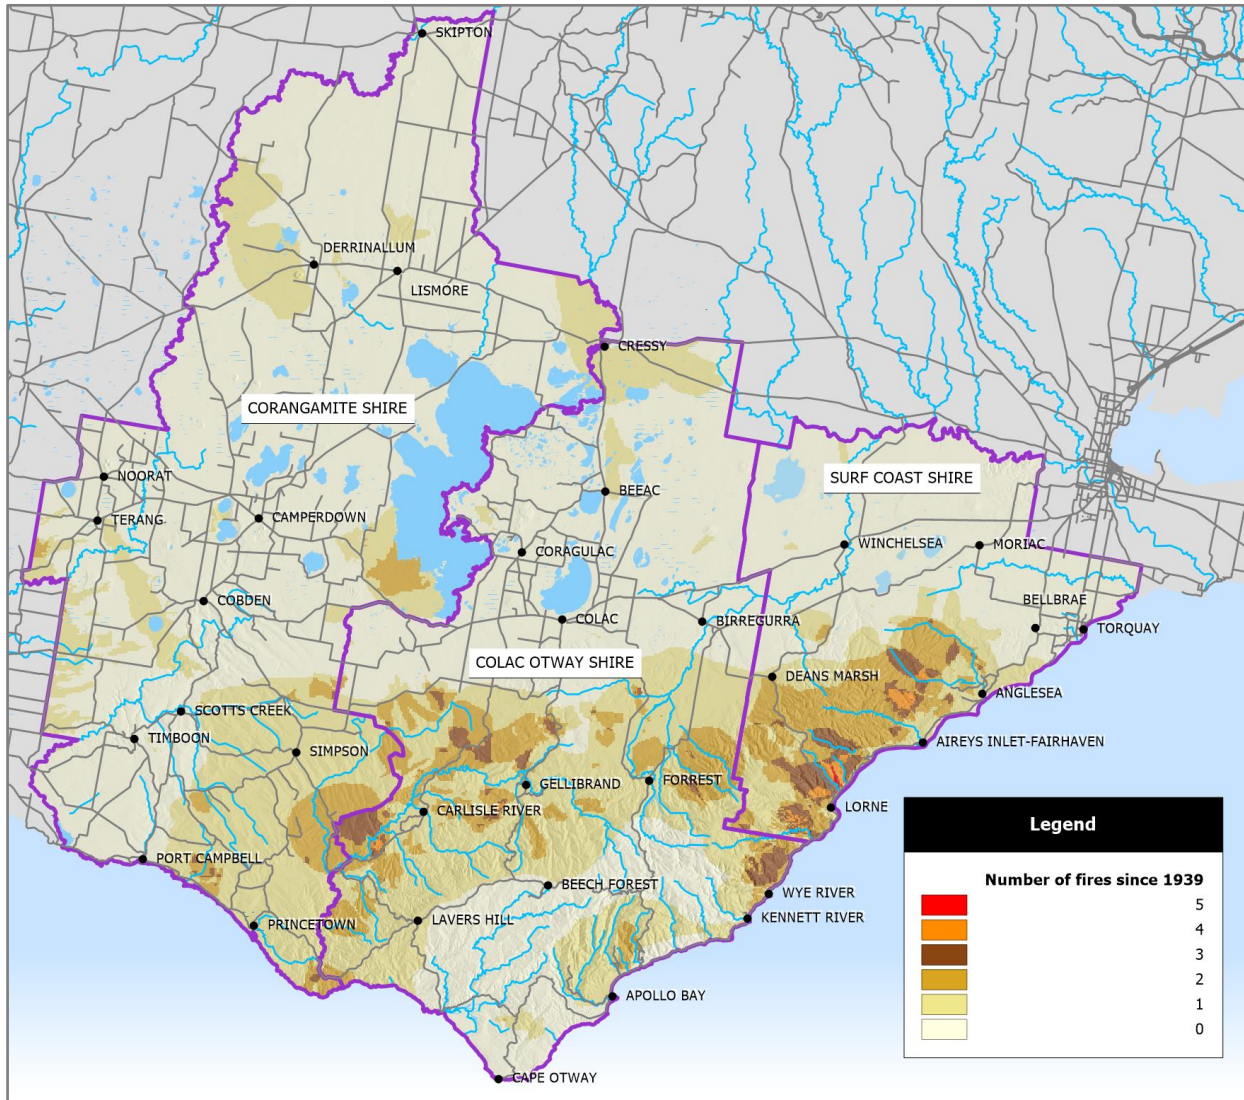 SKIPTON
DERRINALLUM
LISMORE
CRESSY
CORANGAMITE SHIRE
NOORAT
SURF COAST SHIRE
BEEAC
TERANG
CAMPERDOWN
WINCHELSEA
MORIAC
CORAGULAC
COBDEN
BELLBRAE
COLAC
BIRREGURRA
TORQUAY
COLAC OTWAY SHIRE
DEANS MARSH
ANGLESEA
SCOTTS CREEK
TIMBOON
SIMPSON
AIREYS INLET-FAIRHAVEN
GELLIBRAND
FORREST
CARLISLE RIVER
LORNE
PORT CAMPBELL
BEECH FOREST
WYE RIVER
PRINCETOWN
LAVERS HILL
KENNETT RIVER
APOLLO BAY
CAPE OTWAY
Legend
Number of fires since 1939
5
4
3
2
1
0